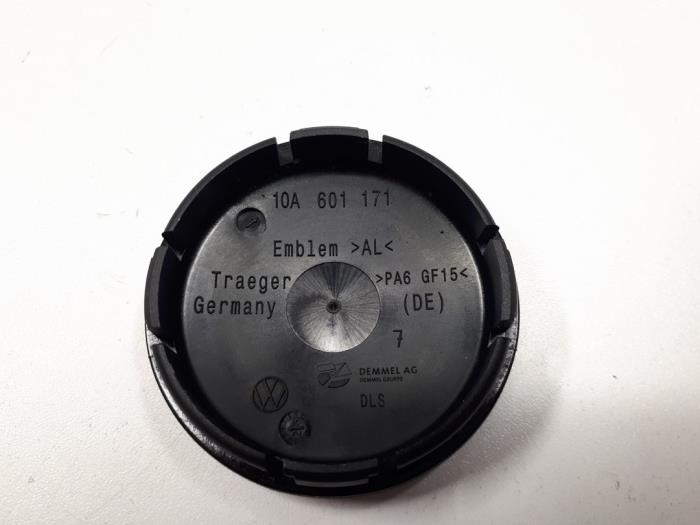 10A 601 171
Emblem >AL<
Traeger >PA6 GF15<
Germany (DE)
7
DEMMEL AG
DEMMEL GRUPPE
DLS